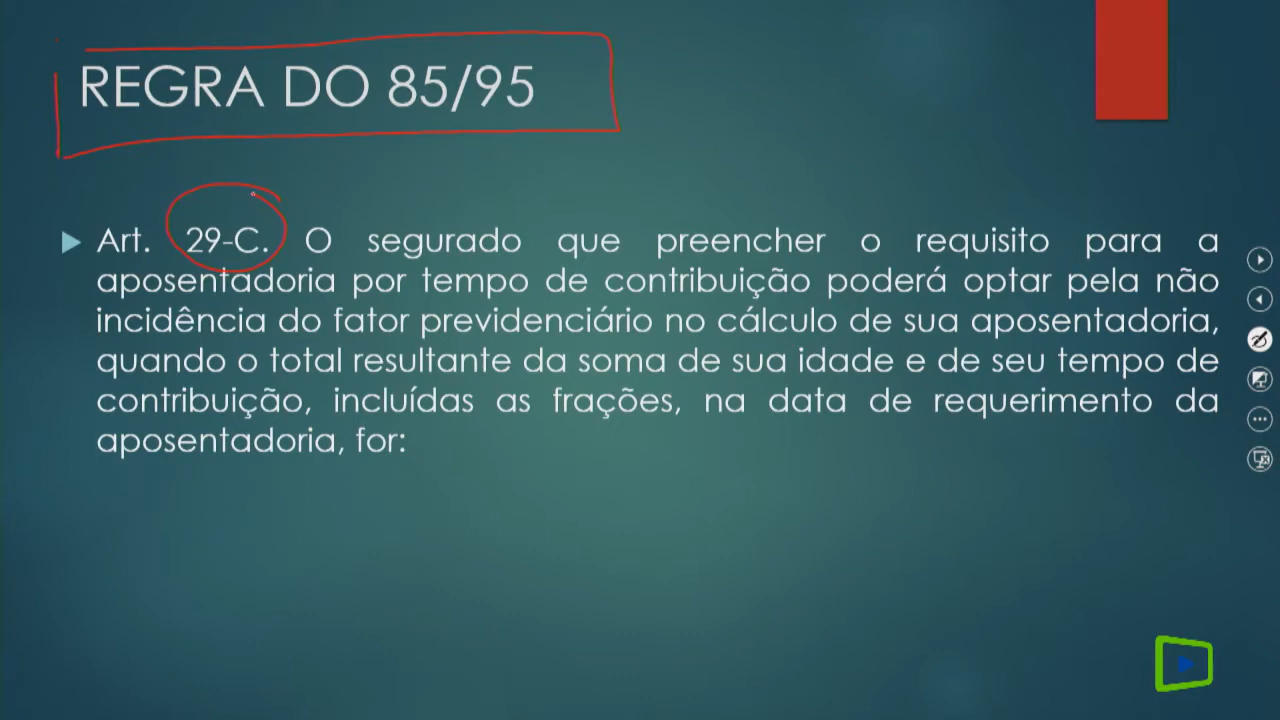 REGRA DO 85/95
Art. 29-C. O segurado que preencher o requisito para a
aposentadoria por tempo de contribuição poderá optar pela não
incidência do fator previdenciário no cálculo de sua aposentadoria,
quando o total resultante da soma de sua idade e de seu tempo de
contribuição, incluídas as frações, na data de requerimento da
aposentadoria, for: